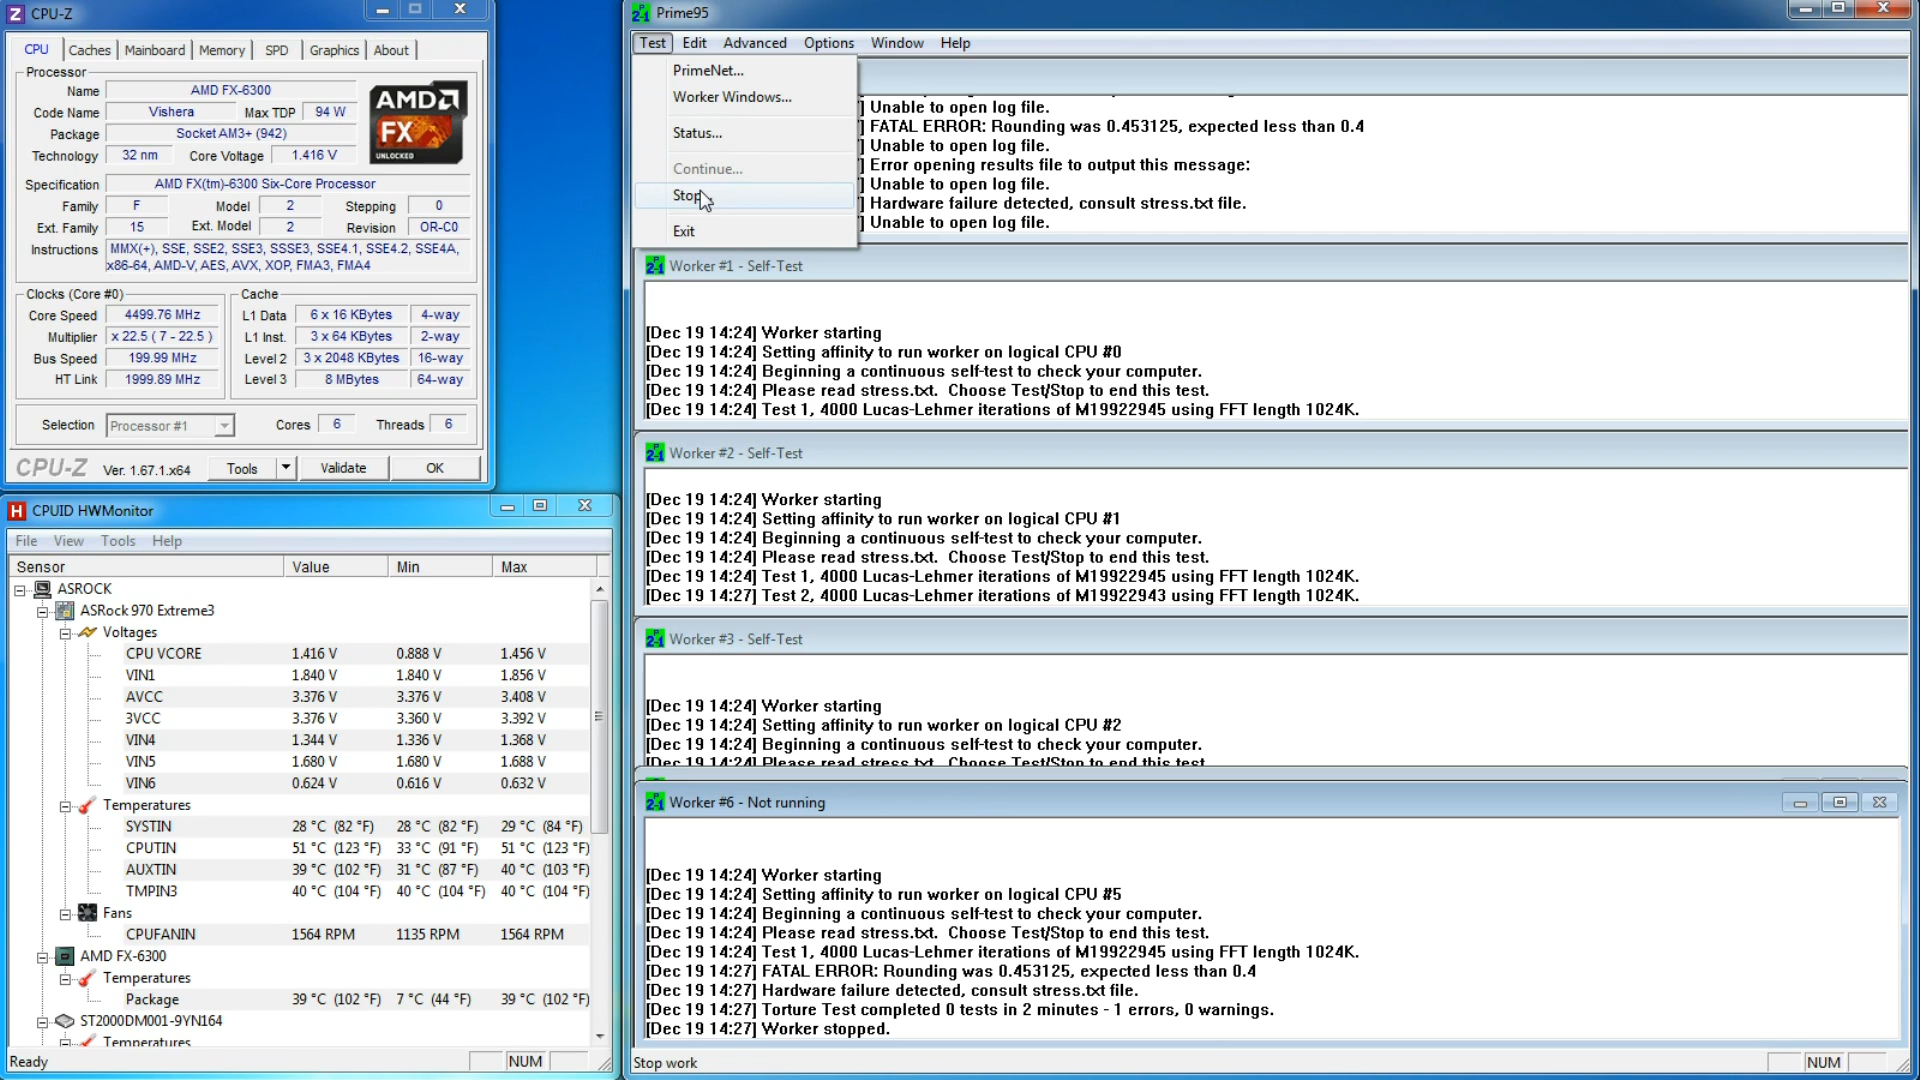 CPU-Z
CPU Caches Mainboard Memory SPD Graphics About
Processor
Name AMD FX-6300
Code Name Vishera Max TDP 94 W
Package Socket AM3+ (942)
Technology 32 nm Core Voltage 1.416 V
AMD FX UNLOCKED
Specification AMD FX(tm)-6300 Six-Core Processor
Family F Model 2 Stepping 0
Ext. Family 15 Ext. Model 2 Revision OR-C0
Instructions MMX(+), SSE, SSE2, SSE3, SSSE3, SSE4.1, SSE4.2, SSE4A,
x86-64, AMD-V, AES, AVX, XOP, FMA3, FMA4
Clocks (Core #0)
Core Speed 4499.76 MHz
Multiplier x 22.5 ( 7 - 22.5 )
Bus Speed 199.99 MHz
HT Link 1999.89 MHz
Cache
L1 Data 6 x 16 KBytes 4-way
L1 Inst. 3 x 64 KBytes 2-way
Level 2 3 x 2048 KBytes 16-way
Level 3 8 MBytes 64-way
Selection Processor #1 Cores 6 Threads 6
CPU-Z Ver. 1.67.1.x64 Tools Validate OK
CPUID HWMonitor
File View Tools Help
Sensor Value Min Max
ASROCK
ASRock 970 Extreme3
Voltages
CPU VCORE 1.416 V 0.888 V 1.456 V
VIN1 1.840 V 1.840 V 1.856 V
AVCC 3.376 V 3.376 V 3.408 V
3VCC 3.376 V 3.360 V 3.392 V
VIN4 1.344 V 1.336 V 1.368 V
VIN5 1.680 V 1.680 V 1.688 V
VIN6 0.624 V 0.616 V 0.632 V
Temperatures
SYSTIN 28 °C (82 °F) 28 °C (82 °F) 29 °C (84 °F)
CPUTIN 51 °C (123 °F) 33 °C (91 °F) 51 °C (123 °F)
AUXTIN 39 °C (102 °F) 31 °C (87 °F) 40 °C (103 °F)
TMPIN3 40 °C (104 °F) 40 °C (104 °F) 40 °C (104 °F)
Fans
CPUFANIN 1564 RPM 1135 RPM 1564 RPM
AMD FX-6300
Temperatures
Package 39 °C (102 °F) 7 °C (44 °F) 39 °C (102 °F)
ST2000DM001-9YN164
Temperatures
Ready NUM
Prime95
Test Edit Advanced Options Window Help
PrimeNet...
Worker Windows...
Status...
Continue...
Stop
Exit
] Unable to open log file.
] FATAL ERROR: Rounding was 0.453125, expected less than 0.4
] Unable to open log file.
] Error opening results file to output this message:
] Unable to open log file.
] Hardware failure detected, consult stress.txt file.
] Unable to open log file.
Worker #1 - Self-Test
[Dec 19 14:24] Worker starting
[Dec 19 14:24] Setting affinity to run worker on logical CPU #0
[Dec 19 14:24] Beginning a continuous self-test to check your computer.
[Dec 19 14:24] Please read stress.txt. Choose Test/Stop to end this test.
[Dec 19 14:24] Test 1, 4000 Lucas-Lehmer iterations of M19922945 using FFT length 1024K.
Worker #2 - Self-Test
[Dec 19 14:24] Worker starting
[Dec 19 14:24] Setting affinity to run worker on logical CPU #1
[Dec 19 14:24] Beginning a continuous self-test to check your computer.
[Dec 19 14:24] Please read stress.txt. Choose Test/Stop to end this test.
[Dec 19 14:24] Test 1, 4000 Lucas-Lehmer iterations of M19922945 using FFT length 1024K.
[Dec 19 14:27] Test 2, 4000 Lucas-Lehmer iterations of M19922943 using FFT length 1024K.
Worker #3 - Self-Test
[Dec 19 14:24] Worker starting
[Dec 19 14:24] Setting affinity to run worker on logical CPU #2
[Dec 19 14:24] Beginning a continuous self-test to check your computer.
[Dec 19 14:24] Please read stress.txt. Choose Test/Stop to end this test.
Worker #6 - Not running
[Dec 19 14:24] Worker starting
[Dec 19 14:24] Setting affinity to run worker on logical CPU #5
[Dec 19 14:24] Beginning a continuous self-test to check your computer.
[Dec 19 14:24] Please read stress.txt. Choose Test/Stop to end this test.
[Dec 19 14:24] Test 1, 4000 Lucas-Lehmer iterations of M19922945 using FFT length 1024K.
[Dec 19 14:27] FATAL ERROR: Rounding was 0.453125, expected less than 0.4
[Dec 19 14:27] Hardware failure detected, consult stress.txt file.
[Dec 19 14:27] Torture Test completed 0 tests in 2 minutes - 1 errors, 0 warnings.
[Dec 19 14:27] Worker stopped.
Stop work NUM